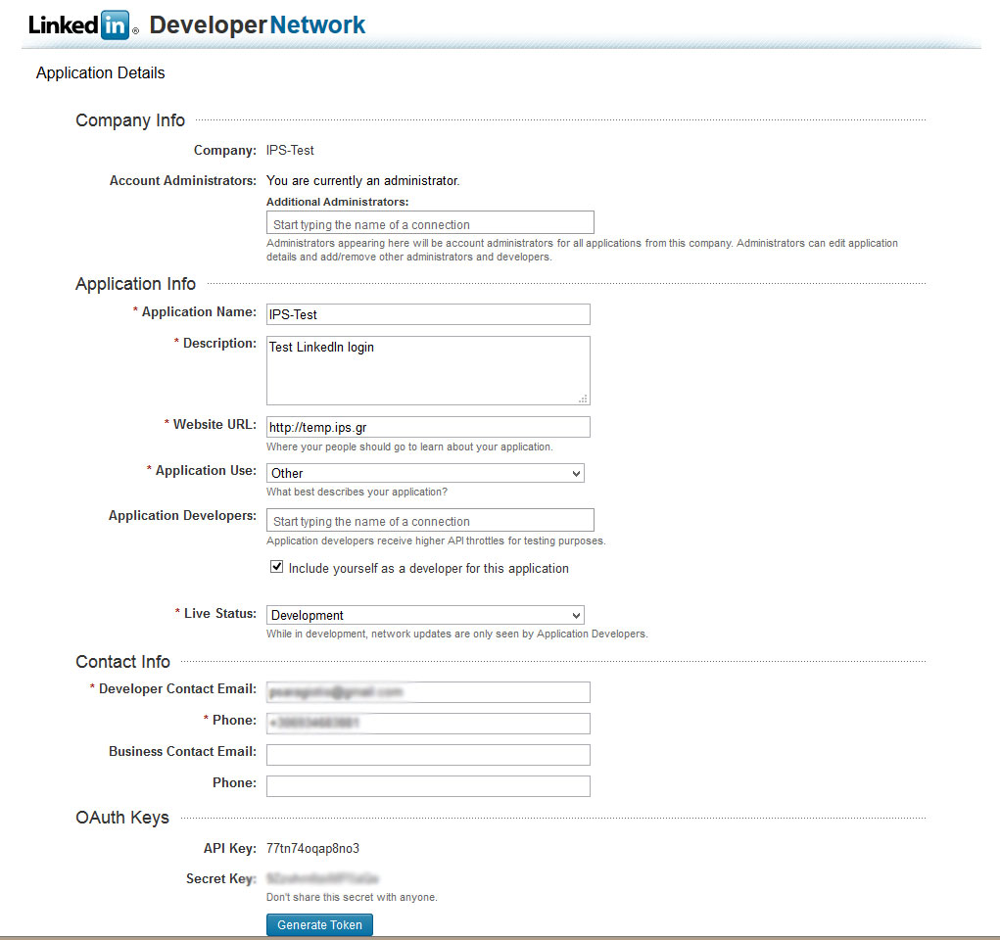 Linked in ® DeveloperNetwork
Application Details
Company Info
Company: IPS-Test
Account Administrators: You are currently an administrator.
Additional Administrators:
Start typing the name of a connection
Administrators appearing here will be account administrators for all applications from this company. Administrators can edit application
details and add/remove other administrators and developers.
Application Info
* Application Name: IPS-Test
* Description: Test LinkedIn login
* Website URL: http://temp.ips.gr
Where your people should go to learn about your application.
* Application Use: Other
What best describes your application?
Application Developers: Start typing the name of a connection
Application developers receive higher API throttles for testing purposes.
Include yourself as a developer for this application
* Live Status: Development
While in development, network updates are only seen by Application Developers.
Contact Info
* Developer Contact Email:
* Phone:
Business Contact Email:
Phone:
OAuth Keys
API Key: 77tn74oqap8no3
Secret Key:
Don't share this secret with anyone.
Generate Token